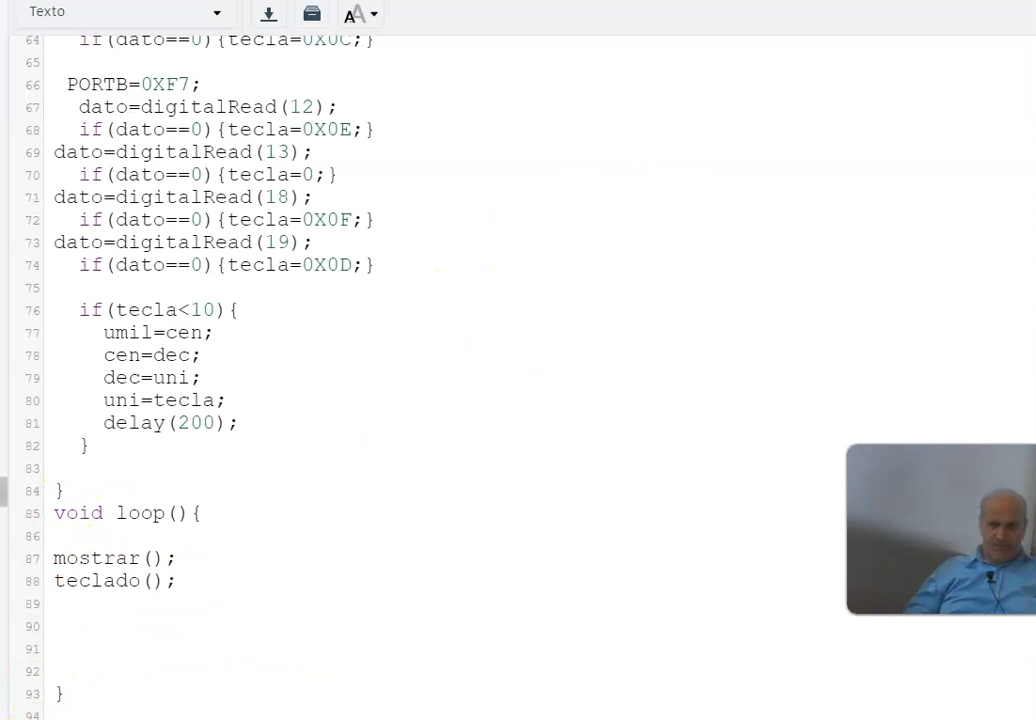 Texto
AA
64 if(dato==0){tecla=0X0C;}
65
66 PORTB=0XF7;
67 dato=digitalRead(12);
68 if(dato==0){tecla=0X0E;}
69 dato=digitalRead(13);
70 if(dato==0){tecla=0;}
71 dato=digitalRead(18);
72 if(dato==0){tecla=0X0F;}
73 dato=digitalRead(19);
74 if(dato==0){tecla=0X0D;}
75
76 if(tecla<10){
77 umil=cen;
78 cen=dec;
79 dec=uni;
80 uni=tecla;
81 delay(200);
82 }
83
84 }
85 void loop(){
86
87 mostrar();
88 teclado();
89
90
91
92
93 }
94